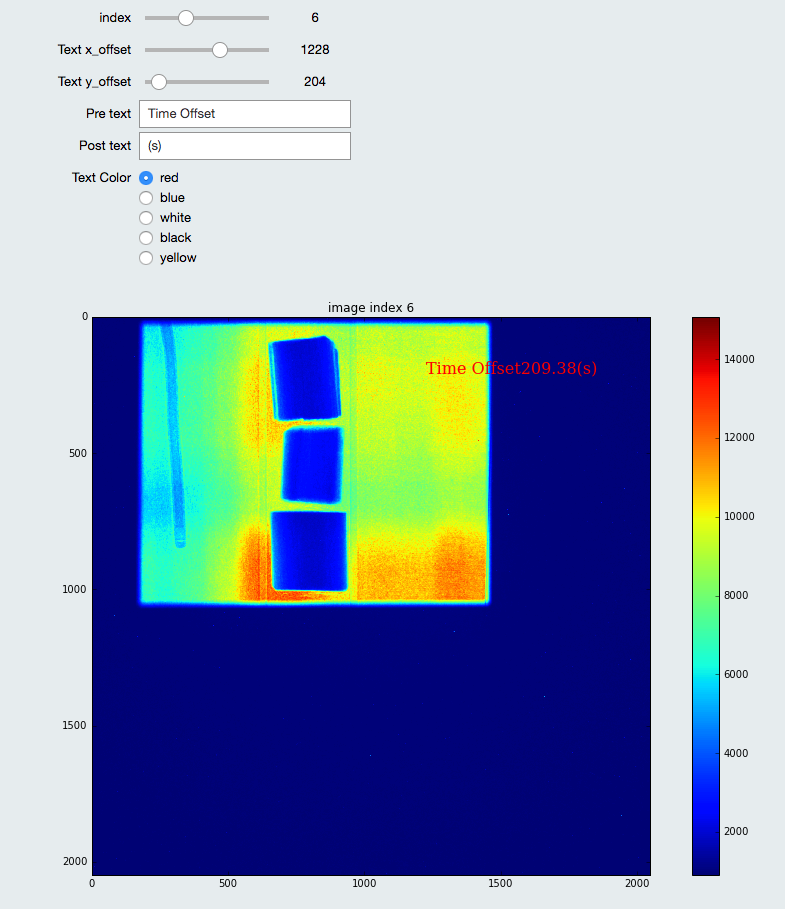 index 6
Text x_offset 1228
Text y_offset 204
Pre text Time Offset
Post text (s)
Text Color red
blue
white
black
yellow
image index 6
Time Offset209.38(s)
0
500
1000
1500
2000
0 500 1000 1500 2000
14000
12000
10000
8000
6000
4000
2000